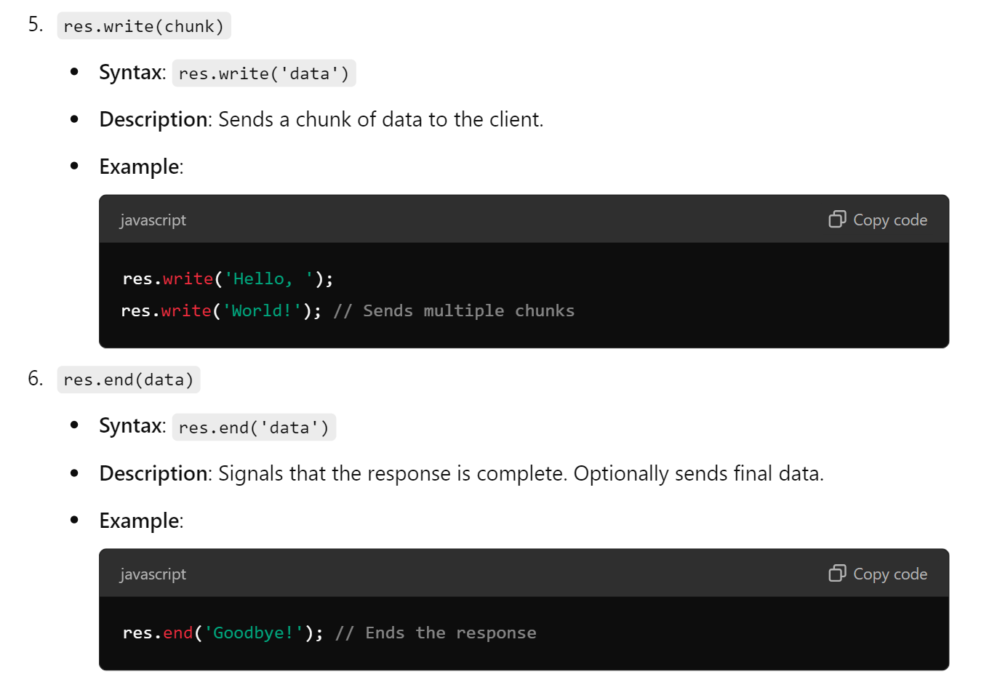 5. res.write(chunk)
• Syntax: res.write('data')
• Description: Sends a chunk of data to the client.
• Example:
javascript Copy code
res.write('Hello, ');
res.write('World!'); // Sends multiple chunks
6. res.end(data)
• Syntax: res.end('data')
• Description: Signals that the response is complete. Optionally sends final data.
• Example:
javascript Copy code
res.end('Goodbye!'); // Ends the response